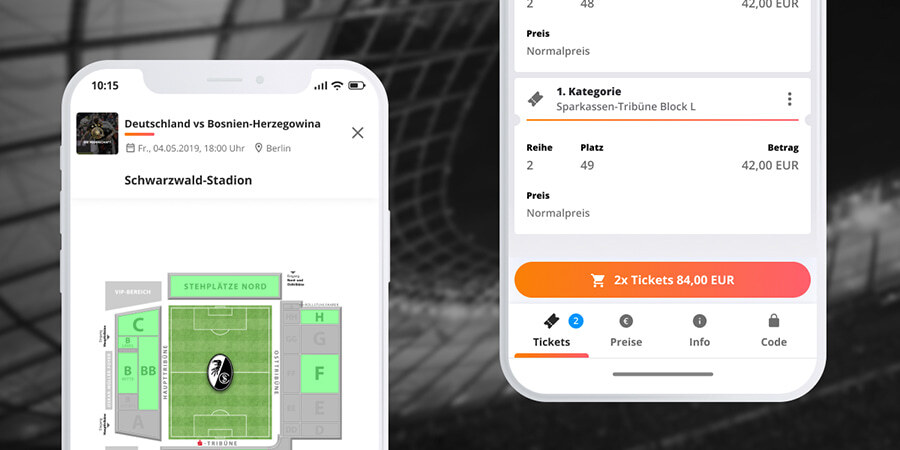 10:15
Deutschland vs Bosnien-Herzegowina
Fr., 04.05.2019, 18:00 Uhr Berlin
Schwarzwald-Stadion
STEHPLÄTZE NORD
VIP-BEREICH
C
B
B
BB
A
HAUPTTRIBÜNE
OSTTRIBÜNE
H
G
F
E
D
-TRIBÜNE
2 48 42,00 EUR
Preis
Normalpreis
1. Kategorie
Sparkassen-Tribüne Block L
Reihe Platz Betrag
2 49 42,00 EUR
Preis
Normalpreis
2x Tickets 84,00 EUR
2
Tickets Preise Info Code